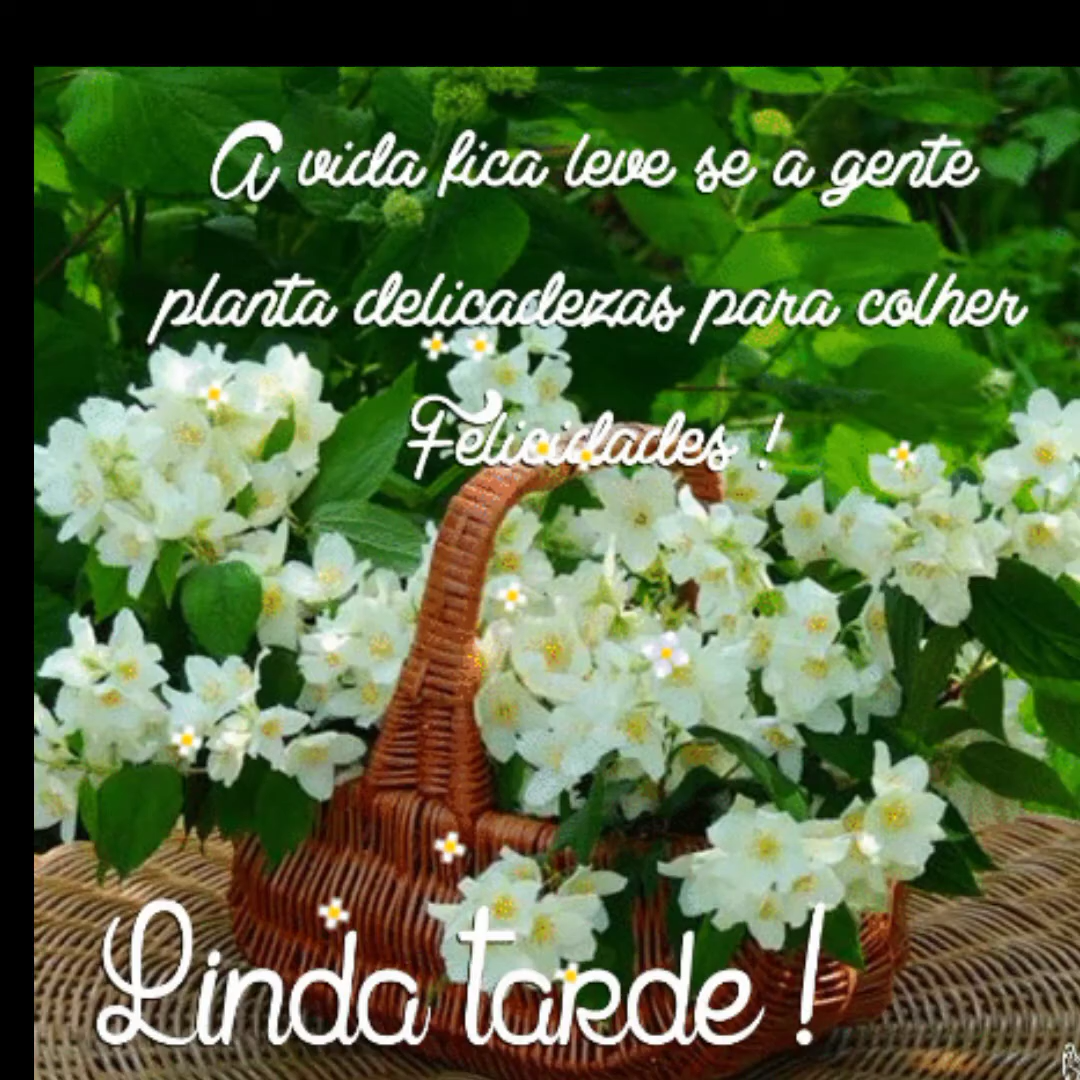 A vida fica leve se a gente
planta delicadezas para colher
Felicidades !
Linda tarde !